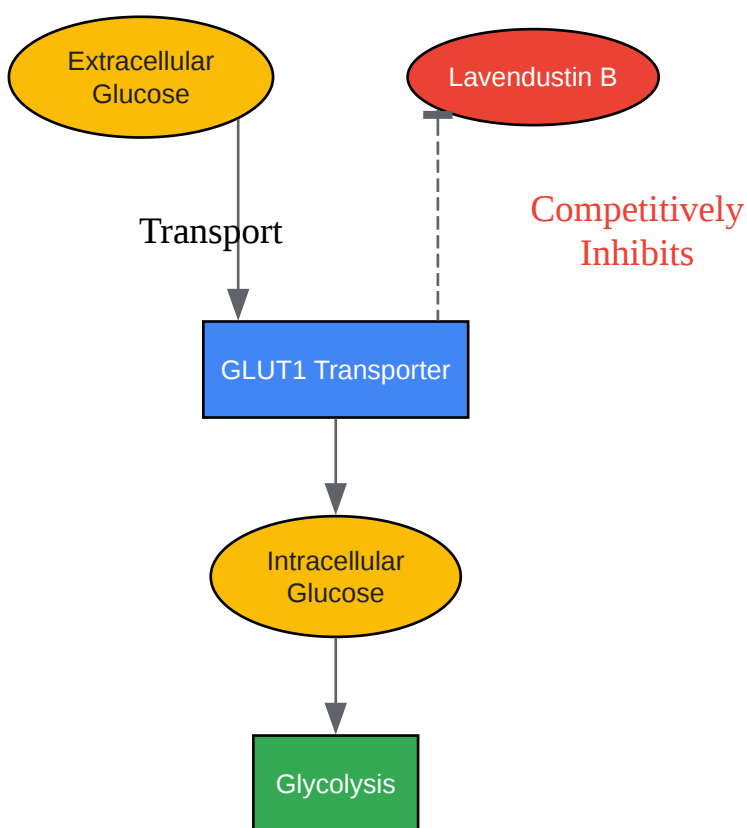 Extracellular
Glucose
Lavendustin B
Transport
Competitively
Inhibits
GLUT1 Transporter
Intracellular
Glucose
Glycolysis